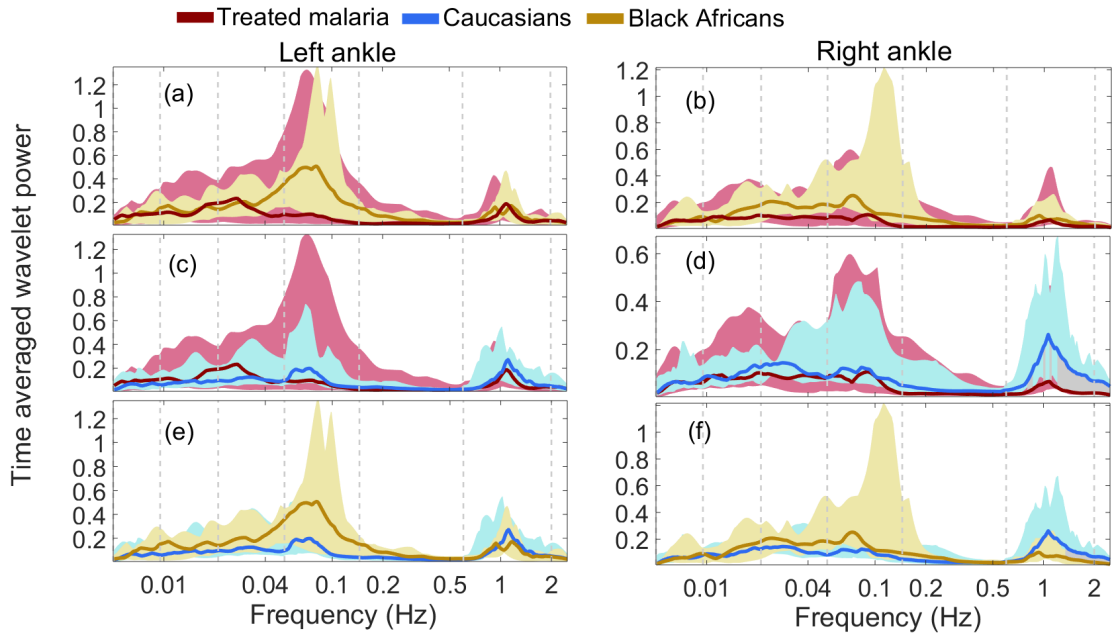 Treated malaria Caucasians Black Africans
Left ankle Right ankle
Time averaged wavelet power
(a)
1.2
1
0.8
0.6
0.4
0.2
(b)
1.2
1
0.8
0.6
0.4
0.2
(c)
1.2
1
0.8
0.6
0.4
0.2
(d)
0.6
0.4
0.2
(e)
1.2
1
0.8
0.6
0.4
0.2
(f)
1
0.8
0.6
0.4
0.2
0.01 0.04 0.1 0.5 1 2
0.01 0.04 0.1 0.2 0.5 1 2
Frequency (Hz) Frequency (Hz)